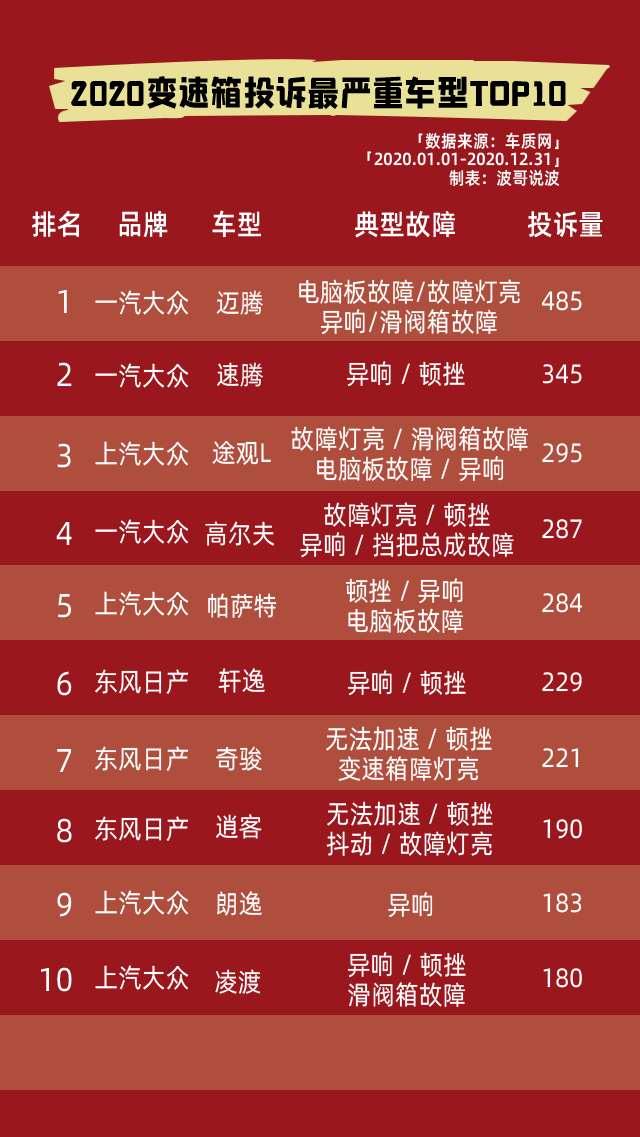 2020变速箱投诉最严重车型TOP10
「数据来源：车质网」
「2020.01.01-2020.12.31」
制表：波哥说波
排名 品牌 车型 典型故障 投诉量
1 一汽大众 迈腾 电脑板故障/故障灯亮 485
异响/滑阀箱故障
2 一汽大众 速腾 异响 / 顿挫 345
3 上汽大众 途观L 故障灯亮 / 滑阀箱故障 295
电脑板故障 / 异响
4 一汽大众 高尔夫 故障灯亮 / 顿挫 287
异响 / 挡把总成故障
5 上汽大众 帕萨特 顿挫 / 异响 284
电脑板故障
6 东风日产 轩逸 异响 / 顿挫 229
7 东风日产 奇骏 无法加速 / 顿挫 221
变速箱障灯亮
8 东风日产 逍客 无法加速 / 顿挫 190
抖动 / 故障灯亮
9 上汽大众 朗逸 异响 183
10 上汽大众 凌渡 异响 / 顿挫 180
滑阀箱故障